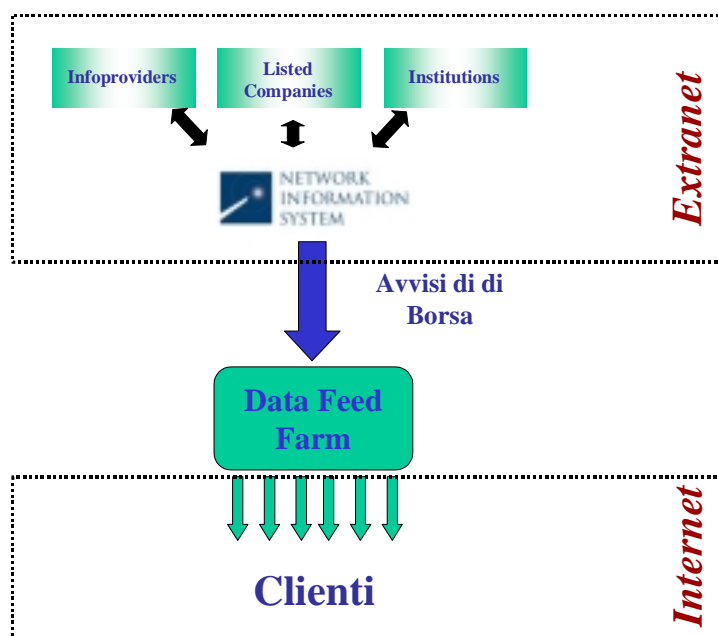 Infoproviders
Listed
Companies
Institutions
Extranet
NETWORK
INFORMATION
SYSTEM
Avvisi di di
Borsa
Data Feed
Farm
Internet
Clienti